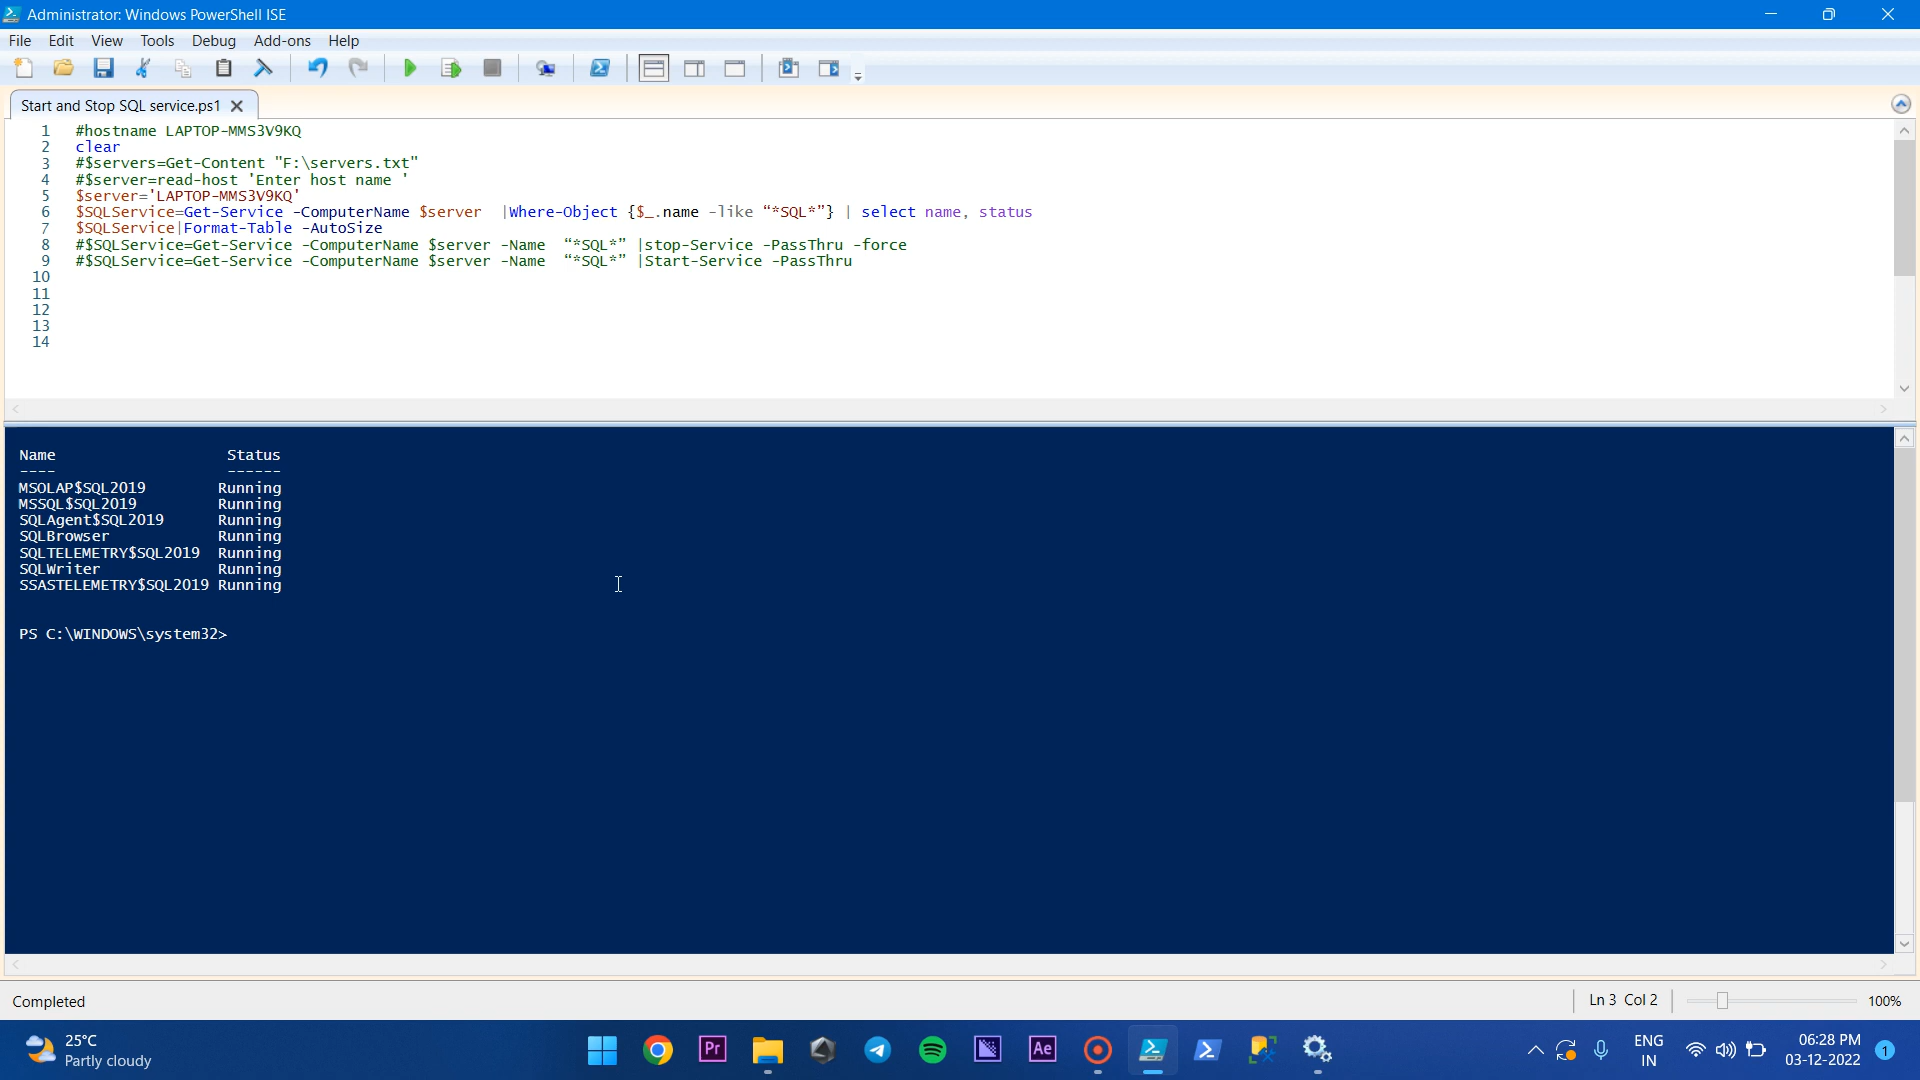 Administrator: Windows PowerShell ISE
File Edit View Tools Debug Add-ons Help
Start and Stop SQL service.ps1
1 #hostname LAPTOP-MMS3V9KQ
2 clear
3 #$servers=Get-Content "F:\servers.txt"
4 #$server=read-host 'Enter host name '
5 $server='LAPTOP-MMS3V9KQ'
6 $SQLService=Get-Service -ComputerName $server |Where-Object {$_.name -like “*SQL*”} | select name, status
7 $SQLService|Format-Table -AutoSize
8 #$SQLService=Get-Service -ComputerName $server -Name “*SQL*” |stop-Service -PassThru -force
9 #$SQLService=Get-Service -ComputerName $server -Name “*SQL*” |Start-Service -PassThru
10
11
12
13
14
Name Status
---- ------
MSOLAP$SQL2019 Running
MSSQL$SQL2019 Running
SQLAgent$SQL2019 Running
SQLBrowser Running
SQLTELEMETRY$SQL2019 Running
SQLWriter Running
SSASTELEMETRY$SQL2019 Running
PS C:\WINDOWS\system32>
Completed Ln 3 Col 2 100%
25°C
Partly cloudy
Pr
Ae
ENG
IN
06:28 PM
03-12-2022
1